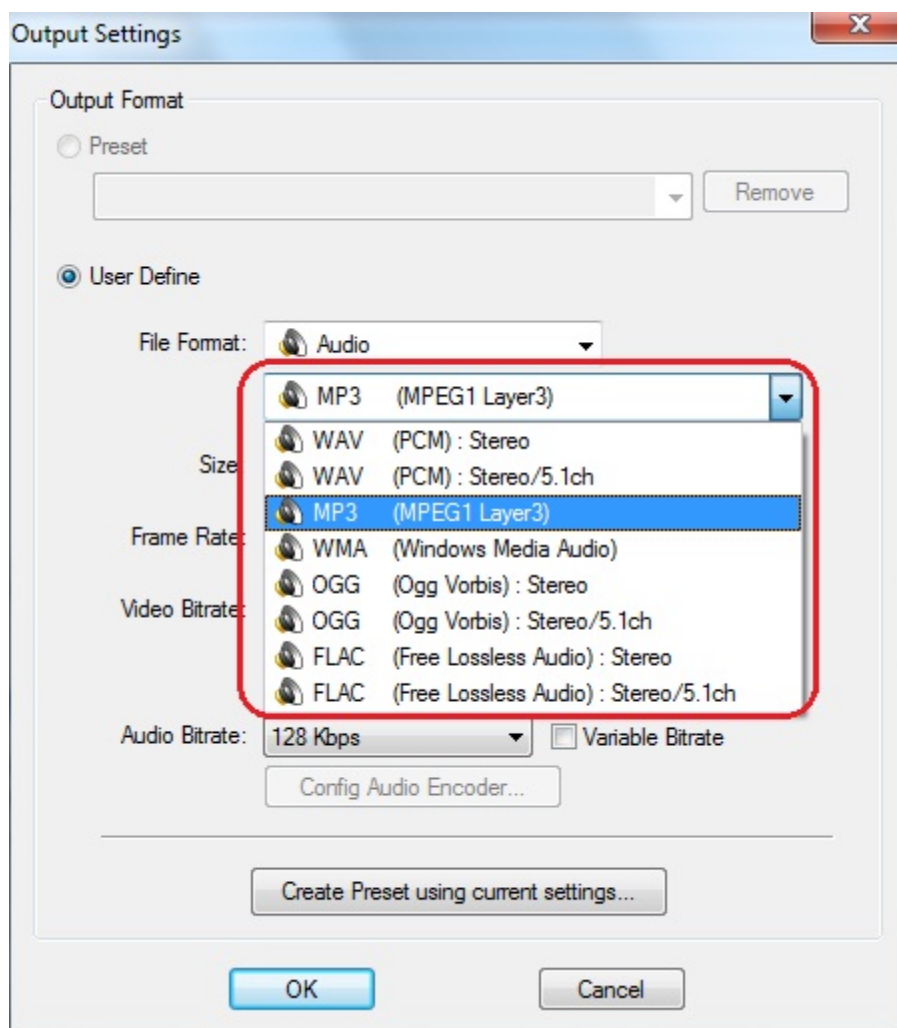 Output Settings
Output Format
Preset
Remove
User Define
File Format: Audio
MP3 (MPEG1 Layer3)
WAV (PCM) : Stereo
Size:
WAV (PCM) : Stereo/5.1ch
MP3 (MPEG1 Layer3)
Frame Rate:
WMA (Windows Media Audio)
OGG (Ogg Vorbis) : Stereo
Video Bitrate:
OGG (Ogg Vorbis) : Stereo/5.1ch
FLAC (Free Lossless Audio) : Stereo
FLAC (Free Lossless Audio) : Stereo/5.1ch
Audio Bitrate: 128 Kbps Variable Bitrate
Config Audio Encoder...
Create Preset using current settings...
OK Cancel